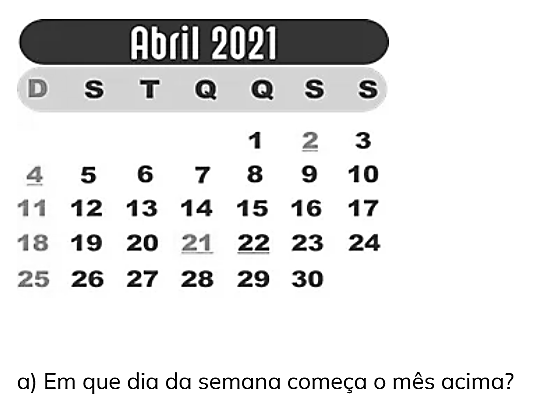 Abril 2021
D S T Q Q S S
1 2 3
4 5 6 7 8 9 10
11 12 13 14 15 16 17
18 19 20 21 22 23 24
25 26 27 28 29 30
a) Em que dia da semana começa o mês acima?